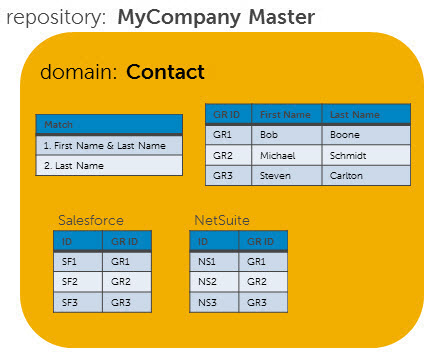 repository: MyCompany Master
domain: Contact
Match
1. First Name & Last Name
2. Last Name
GR ID First Name Last Name
GR1 Bob Boone
GR2 Michael Schmidt
GR3 Steven Carlton
Salesforce
ID GR ID
SF1 GR1
SF2 GR2
SF3 GR3
NetSuite
ID GR ID
NS1 GR1
NS2 GR2
NS3 GR3